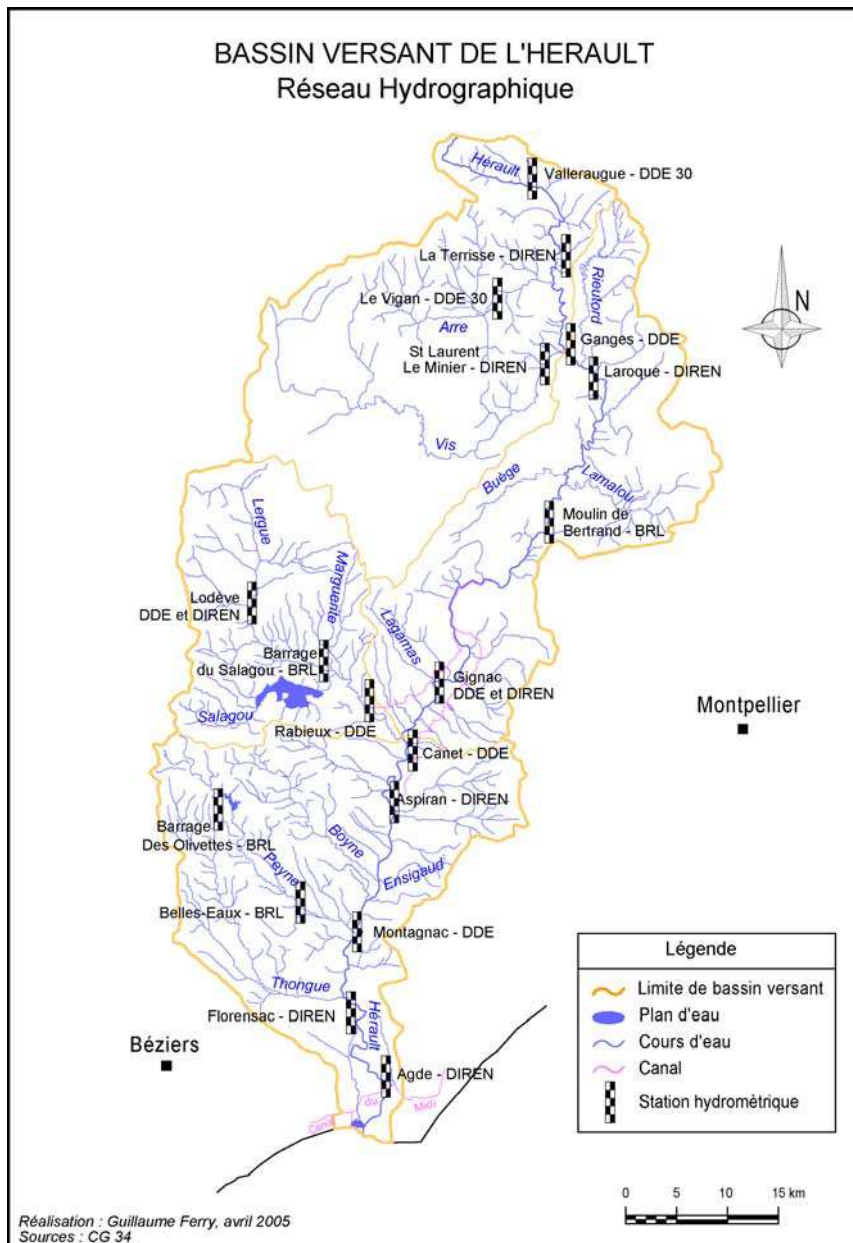 BASSIN VERSANT DE L'HERAULT
Réseau Hydrographique
Hérault
Valleraugue - DDE 30
La Terrisse - DIREN
Rieutord
Le Vigan - DDE 30
Arre
Ganges - DDE
St Laurent
Le Minier - DIREN
Laroque - DIREN
N
Vis
Buège
Lamalou
Moulin de
Bertrand - BRL
Lergue
Marguerite
Lodève
DDE et DIREN
Lagamas
Barrage
du Salagou - BRL
Gignac
DDE et DIREN
Salagou
Rabieux - DDE
Montpellier
Canet - DDE
Aspiran - DIREN
Barrage
Des Olivettes - BRL
Boyne
Peyne
Ensigaud
Belles-Eaux - BRL
Montagnac - DDE
Thongue
Florensac - DIREN
Hérault
Béziers
Agde - DIREN
Canal du Midi
Légende
Limite de bassin versant
Plan d'eau
Cours d'eau
Canal
Station hydromètrique
0 5 10 15 km
Réalisation : Guillaume Ferry, avril 2005
Sources : CG 34